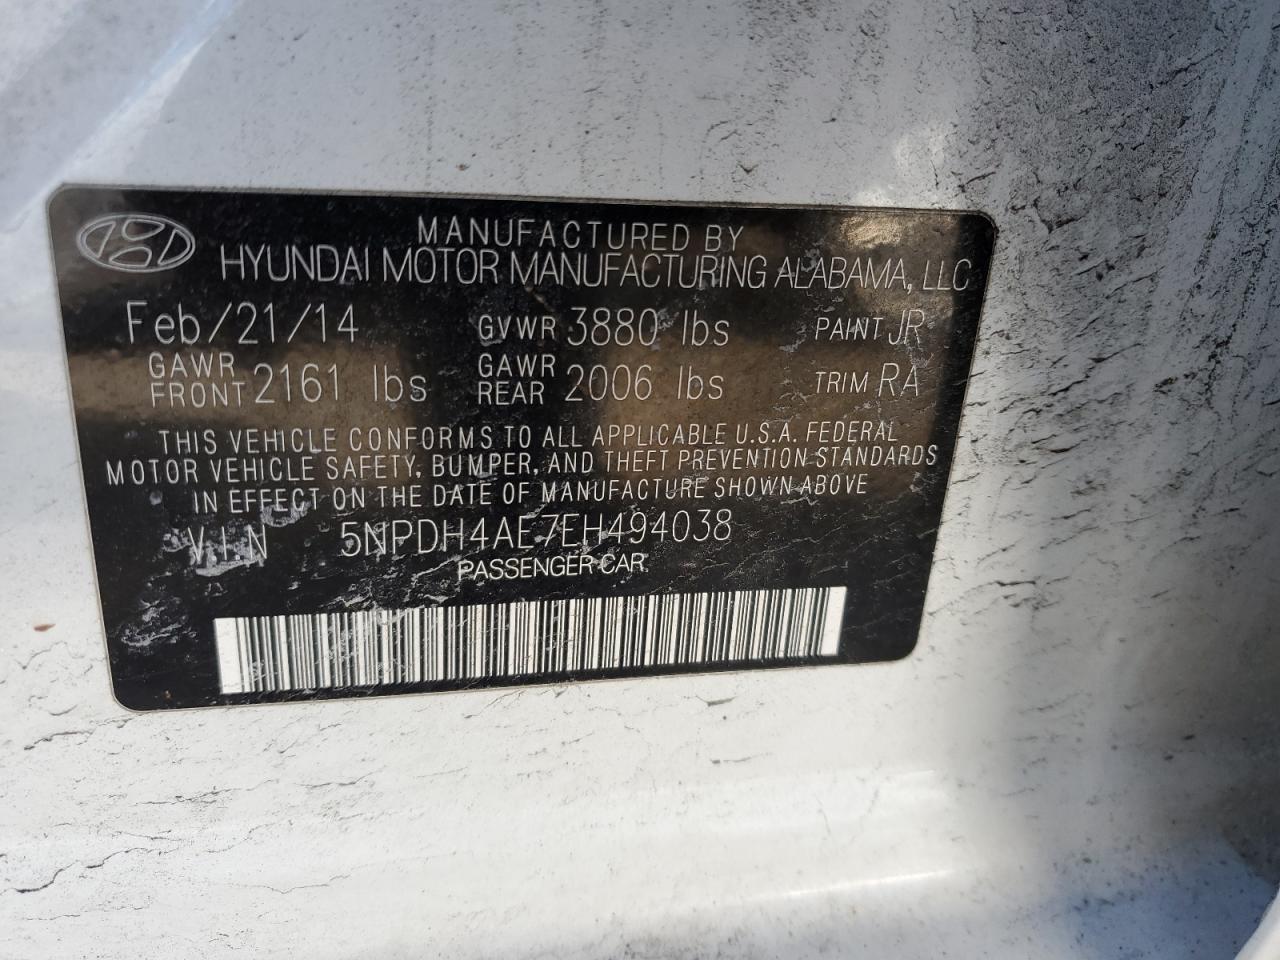 MANUFACTURED BY
HYUNDAI MOTOR MANUFACTURING ALABAMA, LLC
Feb/21/14 GVWR 3880 lbs PAINT JR
GAWR FRONT 2161 lbs GAWR REAR 2006 lbs TRIM RA
THIS VEHICLE CONFORMS TO ALL APPLICABLE U.S.A. FEDERAL
MOTOR VEHICLE SAFETY, BUMPER, AND THEFT PREVENTION STANDARDS
IN EFFECT ON THE DATE OF MANUFACTURE SHOWN ABOVE
V I N 5NPDH4AE7EH494038
PASSENGER CAR